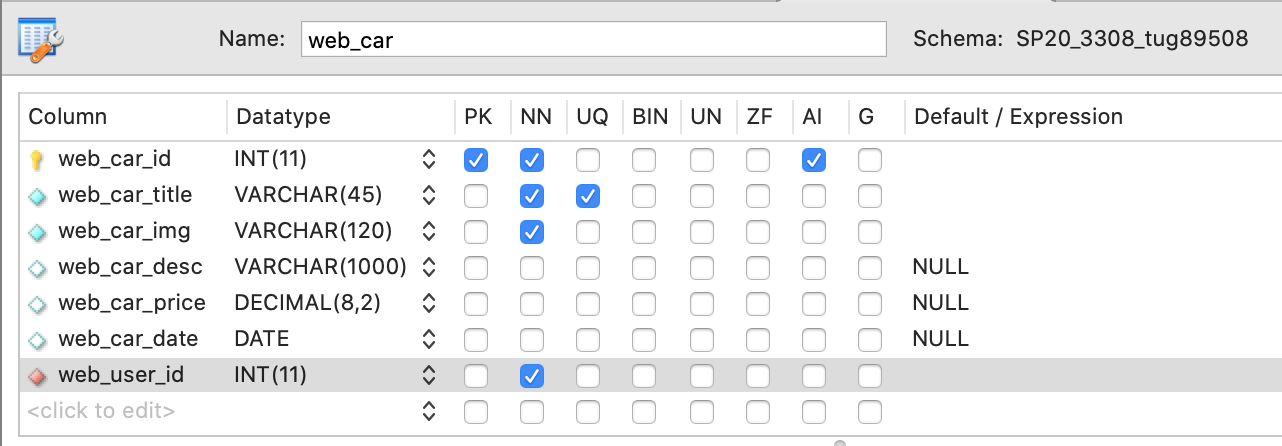 Name: web_car Schema: SP20_3308_tug89508
Column Datatype PK NN UQ BIN UN ZF AI G Default / Expression
web_car_id INT(11)
web_car_title VARCHAR(45)
web_car_img VARCHAR(120)
web_car_desc VARCHAR(1000) NULL
web_car_price DECIMAL(8,2) NULL
web_car_date DATE NULL
web_user_id INT(11)
<click to edit>